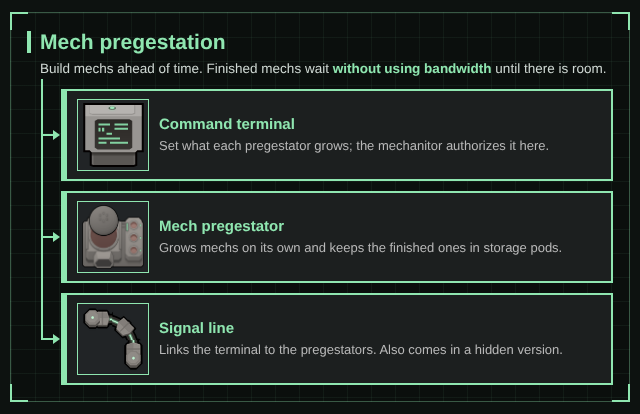 Mech pregestation
Build mechs ahead of time. Finished mechs wait without using bandwidth until there is room.
Command terminal
Set what each pregestator grows; the mechanitor authorizes it here.
Mech pregestator
Grows mechs on its own and keeps the finished ones in storage pods.
Signal line
Links the terminal to the pregestators. Also comes in a hidden version.